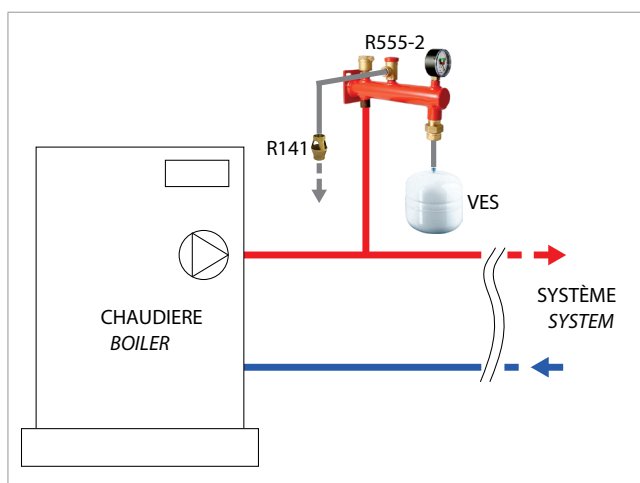 R555-2
R141
VES
CHAUDIERE
BOILER
SYSTÈME
SYSTEM